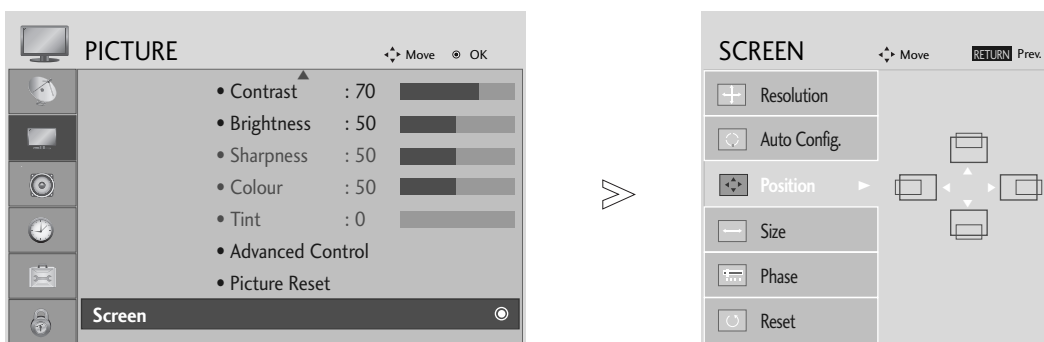 PICTURE
Move OK
• Contrast : 70
• Brightness : 50
• Sharpness : 50
• Colour : 50
• Tint : 0
• Advanced Control
• Picture Reset
Screen
SCREEN
Move RETURN Prev.
Resolution
Auto Config.
Position
Size
Phase
Reset